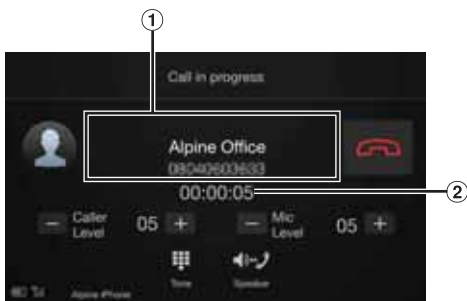 ①
Call in progress
Alpine Office
08040603633
00:00:05
②
− Caller Level 05 + − Mic Level 05 +
Tone Speaker
Alpine iPhone